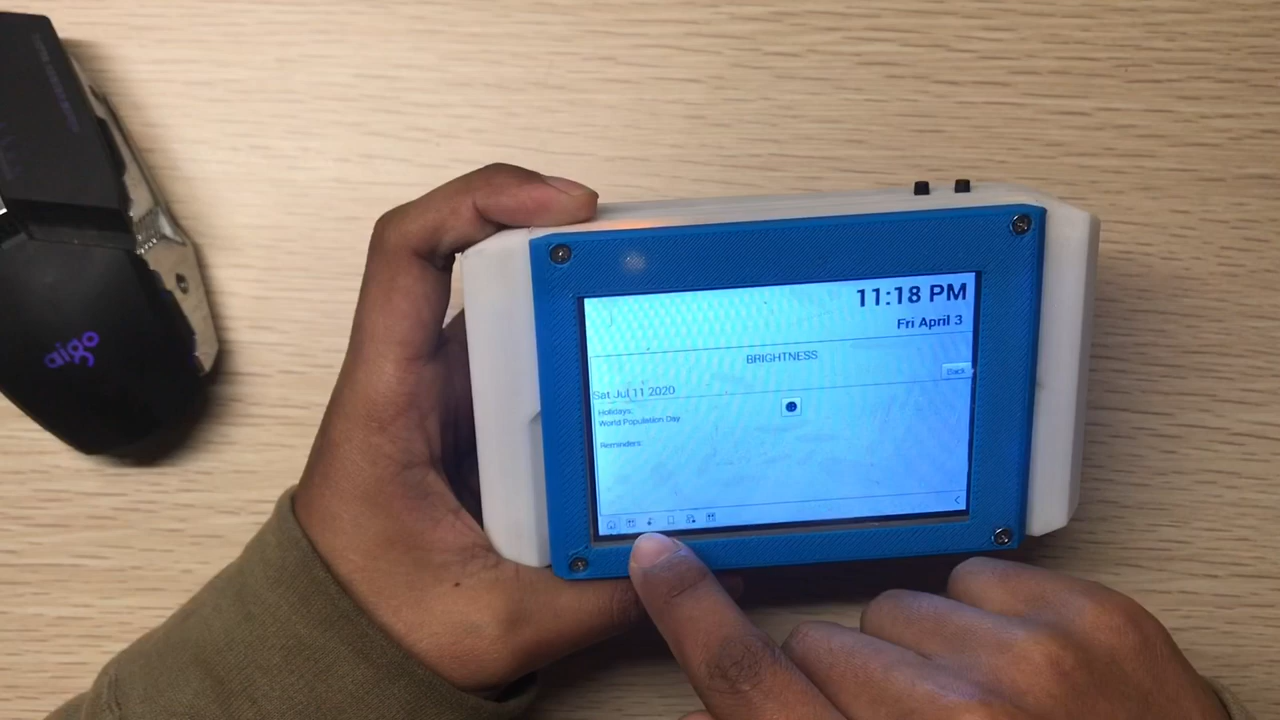 aigo
11:18 PM
Fri April 3
BRIGHTNESS
Back
Sat Jul 11 2020
Holidays:
World Population Day
Reminders: